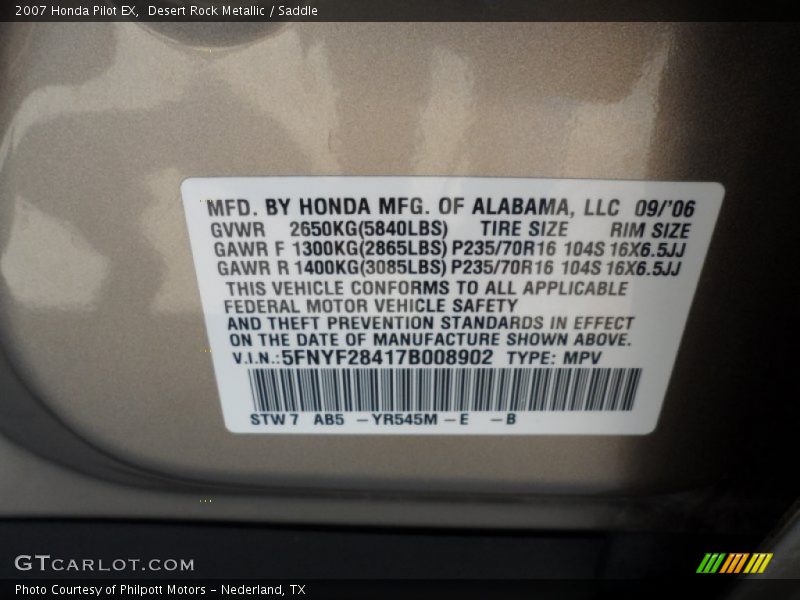 2007 Honda Pilot EX,  Desert Rock Metallic / Saddle
MFD. BY HONDA MFG. OF ALABAMA, LLC 09/'06
GVWR 2650KG(5840LBS) TIRE SIZE RIM SIZE
GAWR F 1300KG(2865LBS) P235/70R16 104S 16X6.5JJ
GAWR R 1400KG(3085LBS) P235/70R16 104S 16X6.5JJ
THIS VEHICLE CONFORMS TO ALL APPLICABLE
FEDERAL MOTOR VEHICLE SAFETY
AND THEFT PREVENTION STANDARDS IN EFFECT
ON THE DATE OF MANUFACTURE SHOWN ABOVE.
V.I.N.:5FNYF28417B008902 TYPE: MPV
STW7 AB5 -YR545M-E -B
GTCARLOT.COM
Photo Courtesy of Philpott Motors - Nederland, TX